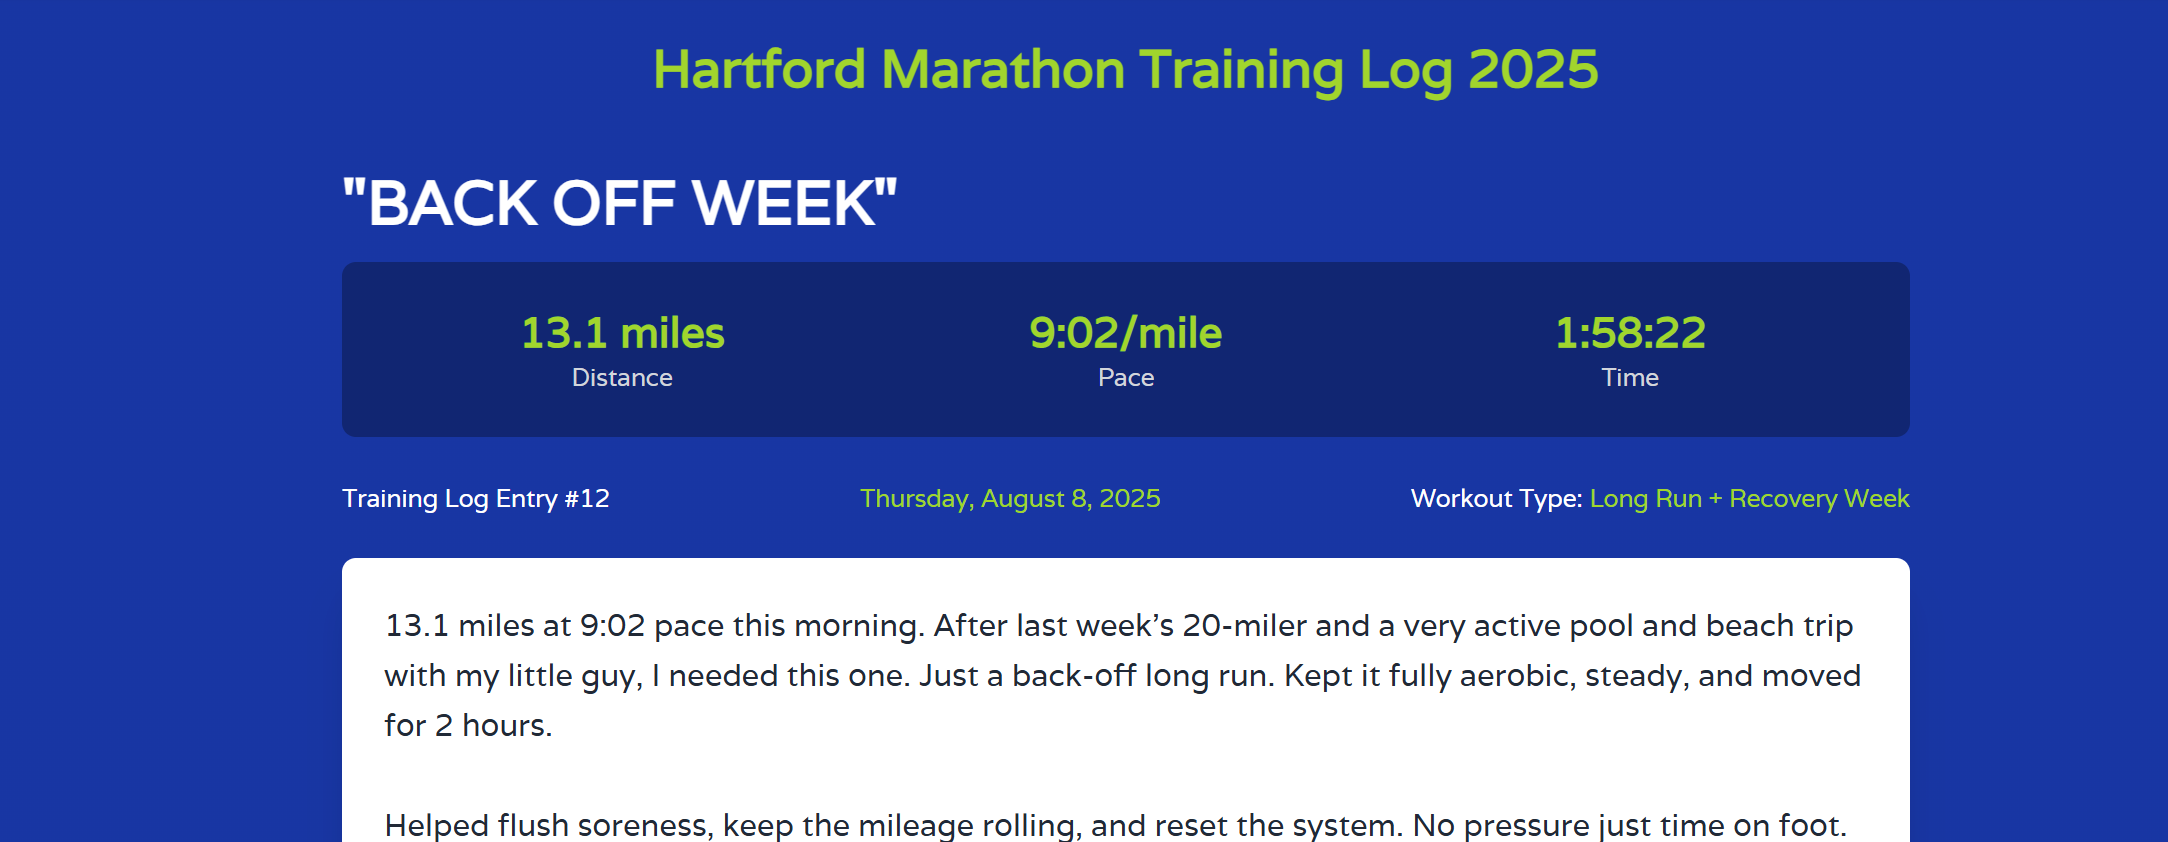 Hartford Marathon Training Log 2025
"BACK OFF WEEK"
13.1 miles
Distance
9:02/mile
Pace
1:58:22
Time
Training Log Entry #12
Thursday, August 8, 2025
Workout Type: Long Run + Recovery Week
13.1 miles at 9:02 pace this morning. After last week’s 20-miler and a very active pool and beach trip
with my little guy, I needed this one. Just a back-off long run. Kept it fully aerobic, steady, and moved
for 2 hours.
Helped flush soreness, keep the mileage rolling, and reset the system. No pressure just time on foot.